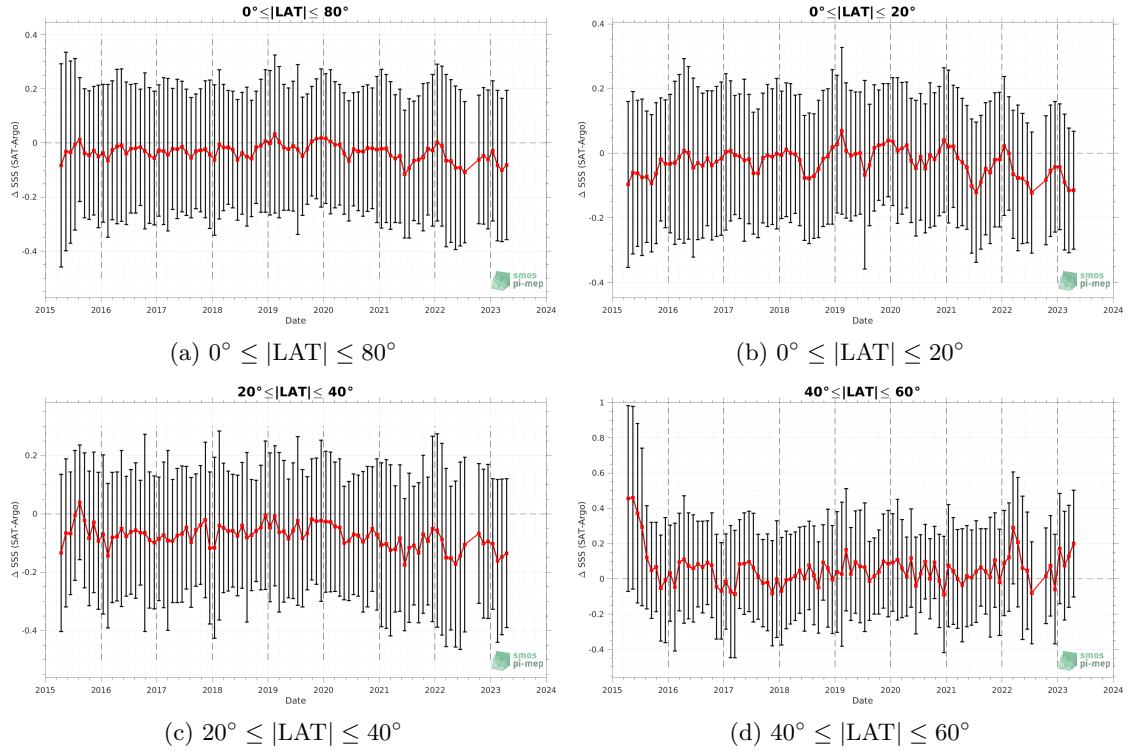 0°≤|LAT|≤ 80°
Δ SSS (SAT-Argo)
0.4
0.2
0
-0.2
-0.4
2015 2016 2017 2018 2019 2020 2021 2022 2023 2024
Date
smos
pi-mep
(a) 0° ≤ |LAT| ≤ 80°
0°≤|LAT|≤ 20°
Δ SSS (SAT-Argo)
0.4
0.2
0
-0.2
-0.4
2015 2016 2017 2018 2019 2020 2021 2022 2023 2024
Date
smos
pi-mep
(b) 0° ≤ |LAT| ≤ 20°
20°≤|LAT|≤ 40°
Δ SSS (SAT-Argo)
0.2
0
-0.2
-0.4
2015 2016 2017 2018 2019 2020 2021 2022 2023 2024
Date
smos
pi-mep
(c) 20° ≤ |LAT| ≤ 40°
40°≤|LAT|≤ 60°
Δ SSS (SAT-Argo)
1
0.8
0.6
0.4
0.2
0
-0.2
-0.4
-0.6
2015 2016 2017 2018 2019 2020 2021 2022 2023 2024
Date
smos
pi-mep
(d) 40° ≤ |LAT| ≤ 60°